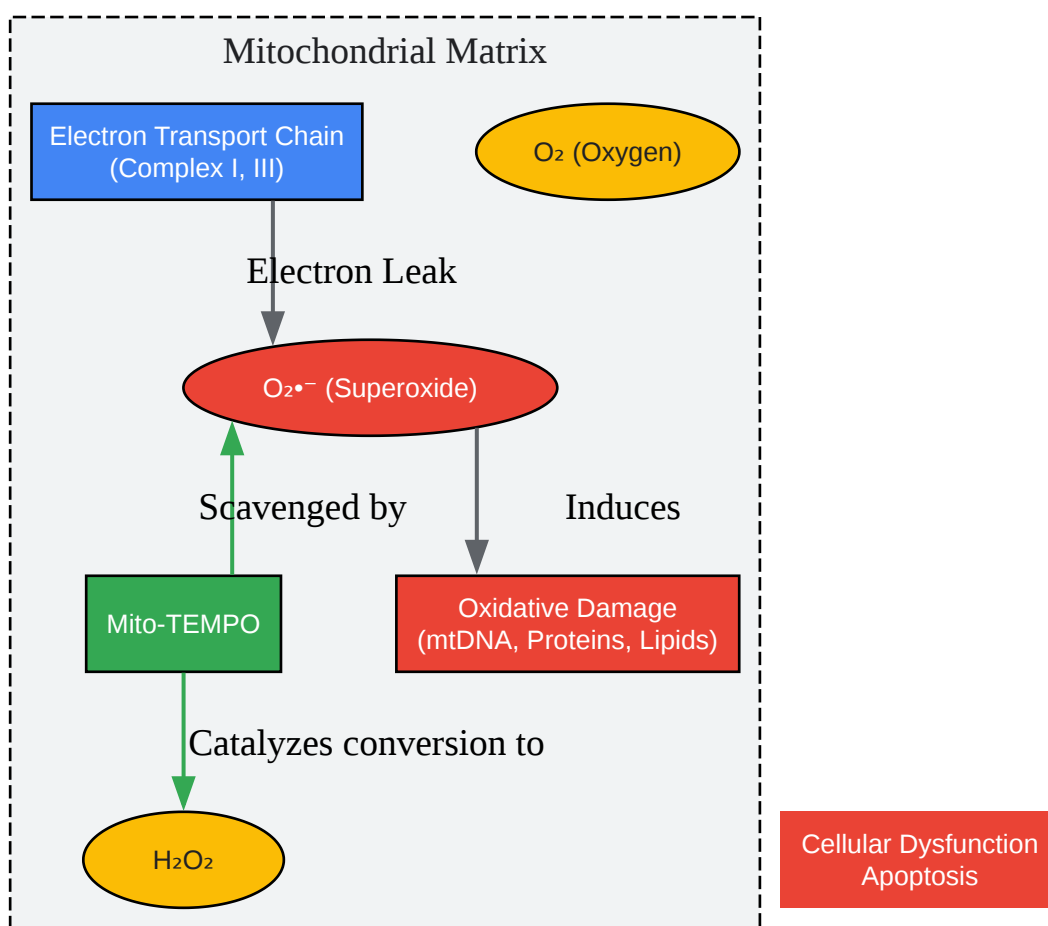 Mitochondrial Matrix
Electron Transport Chain
(Complex I, III)
O₂ (Oxygen)
Electron Leak
O₂•⁻ (Superoxide)
Scavenged by
Induces
Mito-TEMPO
Oxidative Damage
(mtDNA, Proteins, Lipids)
Catalyzes conversion to
H₂O₂
Cellular Dysfunction
Apoptosis